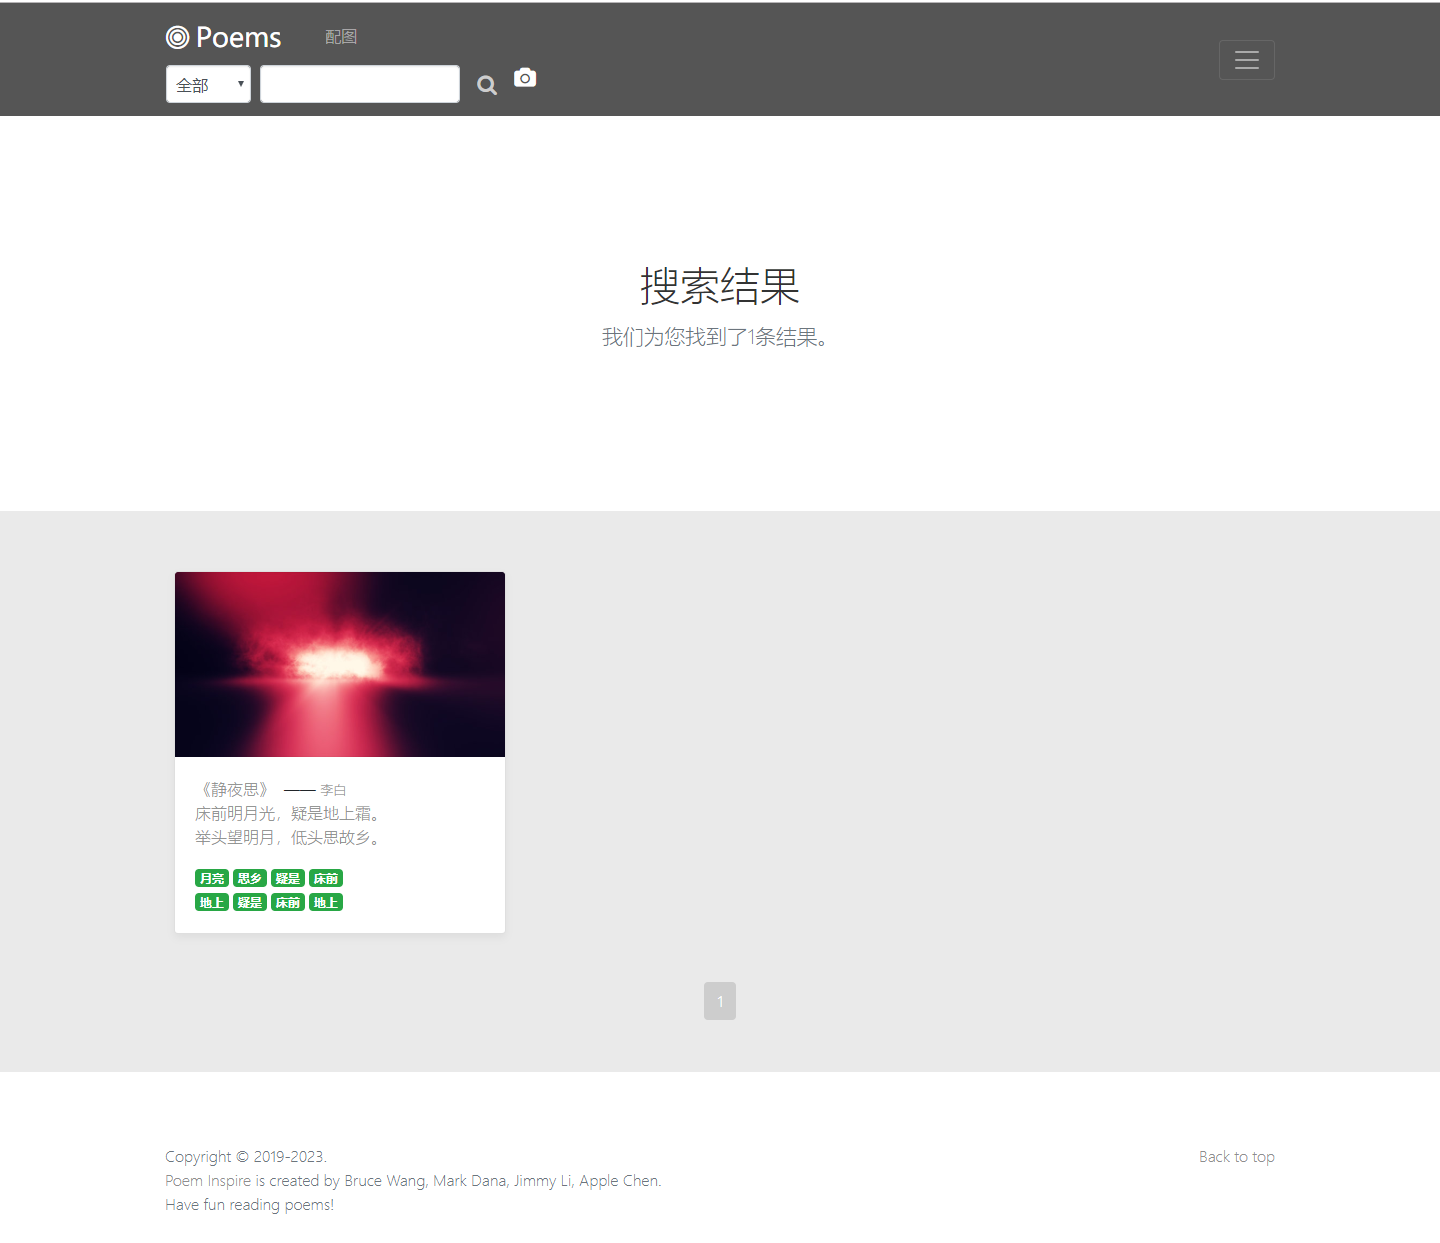 Poems 配图
全部
搜索结果
我们为您找到了1条结果。
《静夜思》 —— 李白
床前明月光，疑是地上霜。
举头望明月，低头思故乡。
月亮 思乡 疑是 床前
地上 疑是 床前 地上
1
Copyright © 2019-2023.
Back to top
Poem Inspire is created by Bruce Wang, Mark Dana, Jimmy Li, Apple Chen.
Have fun reading poems!